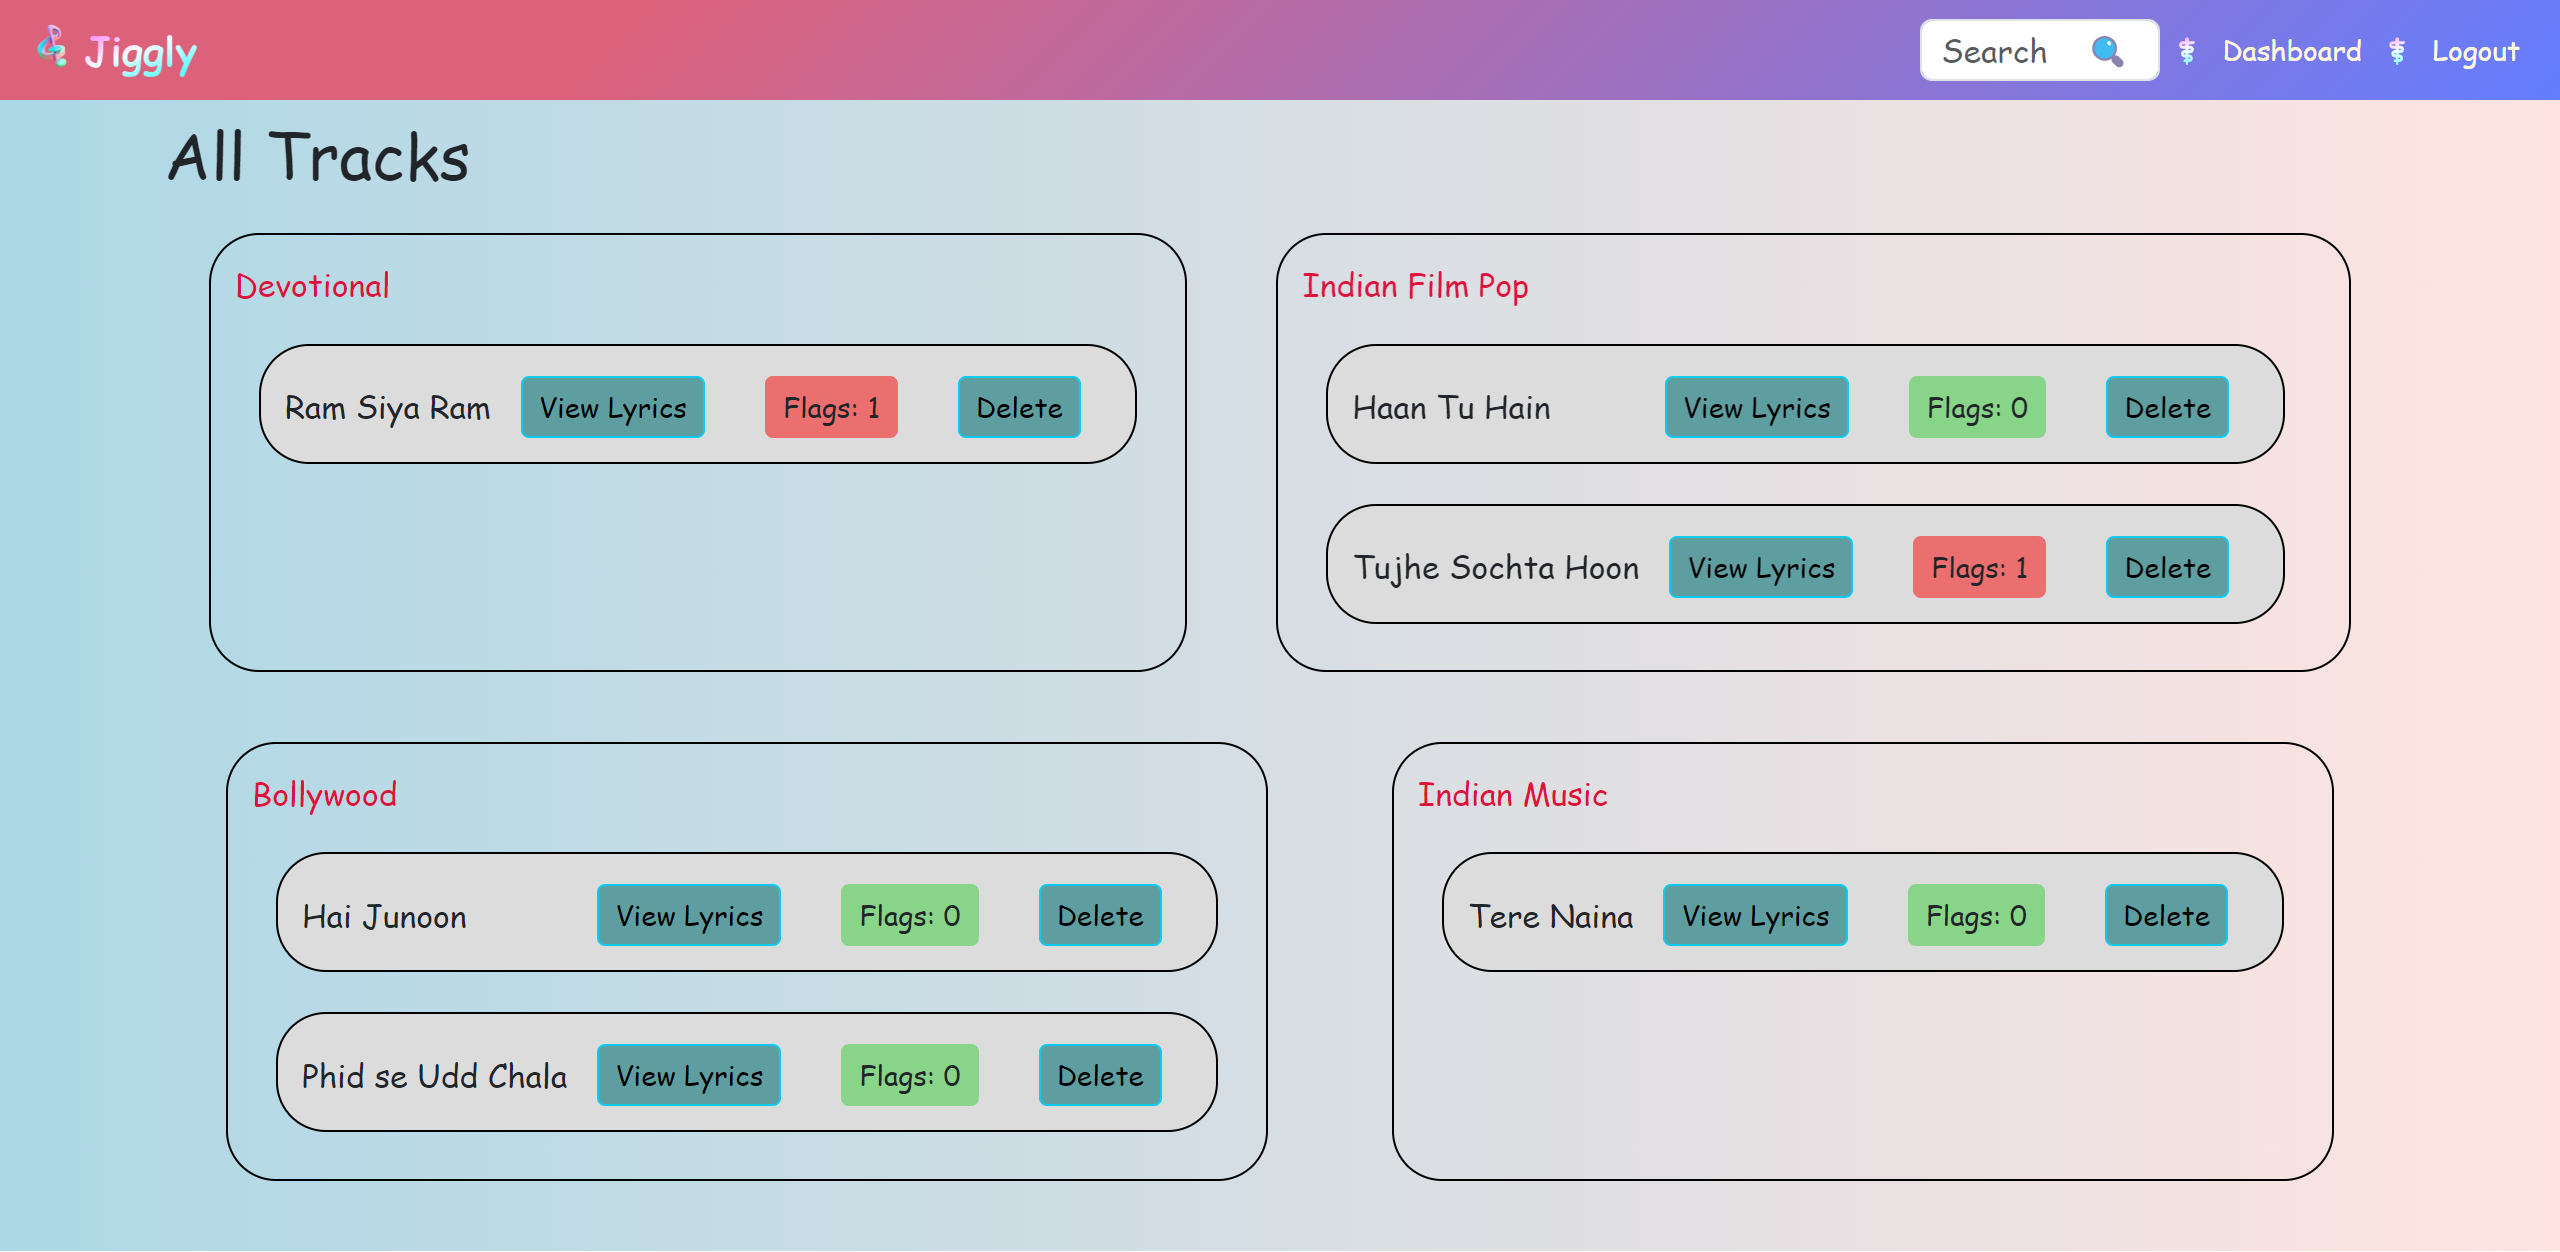 Jiggly Search Dashboard Logout
All Tracks
Devotional
Ram Siya Ram View Lyrics Flags: 1 Delete
Indian Film Pop
Haan Tu Hain View Lyrics Flags: 0 Delete
Tujhe Sochta Hoon View Lyrics Flags: 1 Delete
Bollywood
Hai Junoon View Lyrics Flags: 0 Delete
Phid se Udd Chala View Lyrics Flags: 0 Delete
Indian Music
Tere Naina View Lyrics Flags: 0 Delete